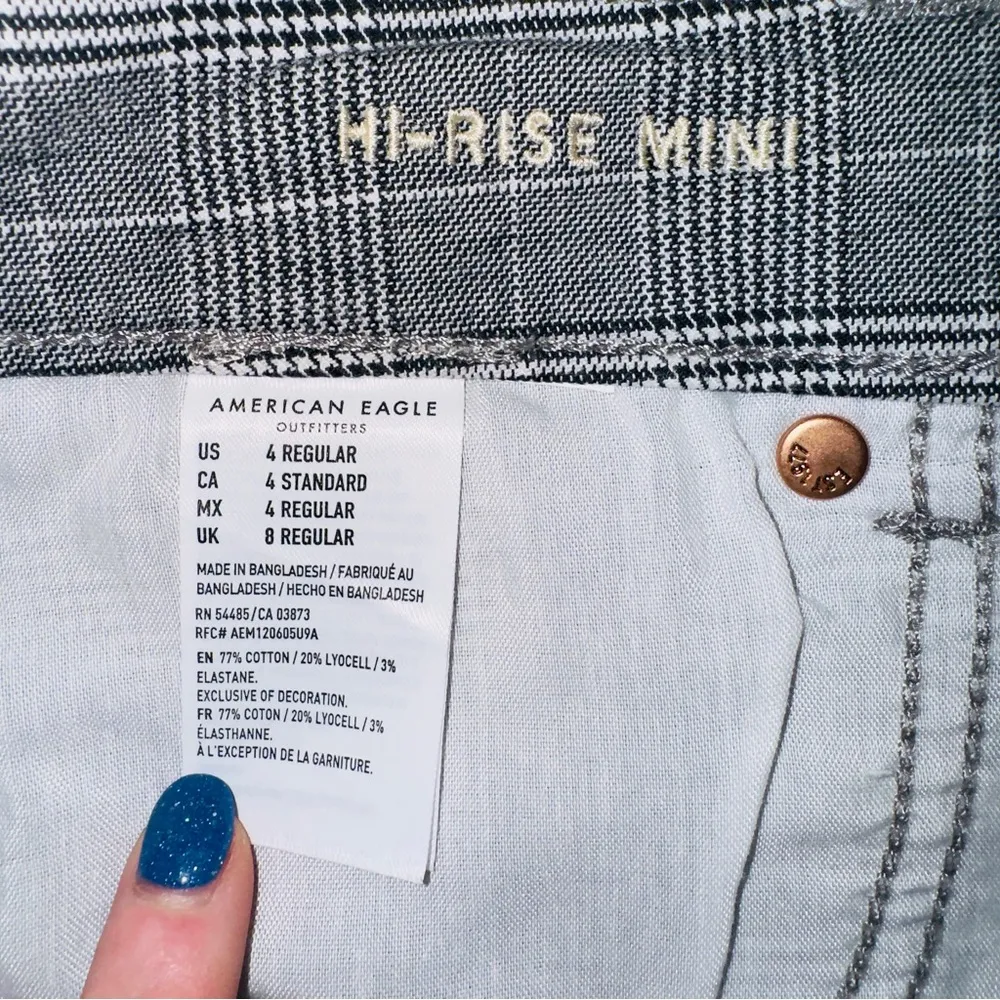 HI-RISE MINI
AMERICAN EAGLE
OUTFITTERS
US 4 REGULAR
CA 4 STANDARD
MX 4 REGULAR
UK 8 REGULAR
MADE IN BANGLADESH / FABRIQUÉ AU
BANGLADESH / HECHO EN BANGLADESH
RN 54485/CA 03873
RFC# AEM120605U9A
EN 77% COTTON / 20% LYOCELL / 3%
ELASTANE.
EXCLUSIVE OF DECORATION.
FR 77% COTON / 20% LYOCELL / 3%
ÉLASTHANNE.
À L'EXCEPTION DE LA GARNITURE.
EST 1977